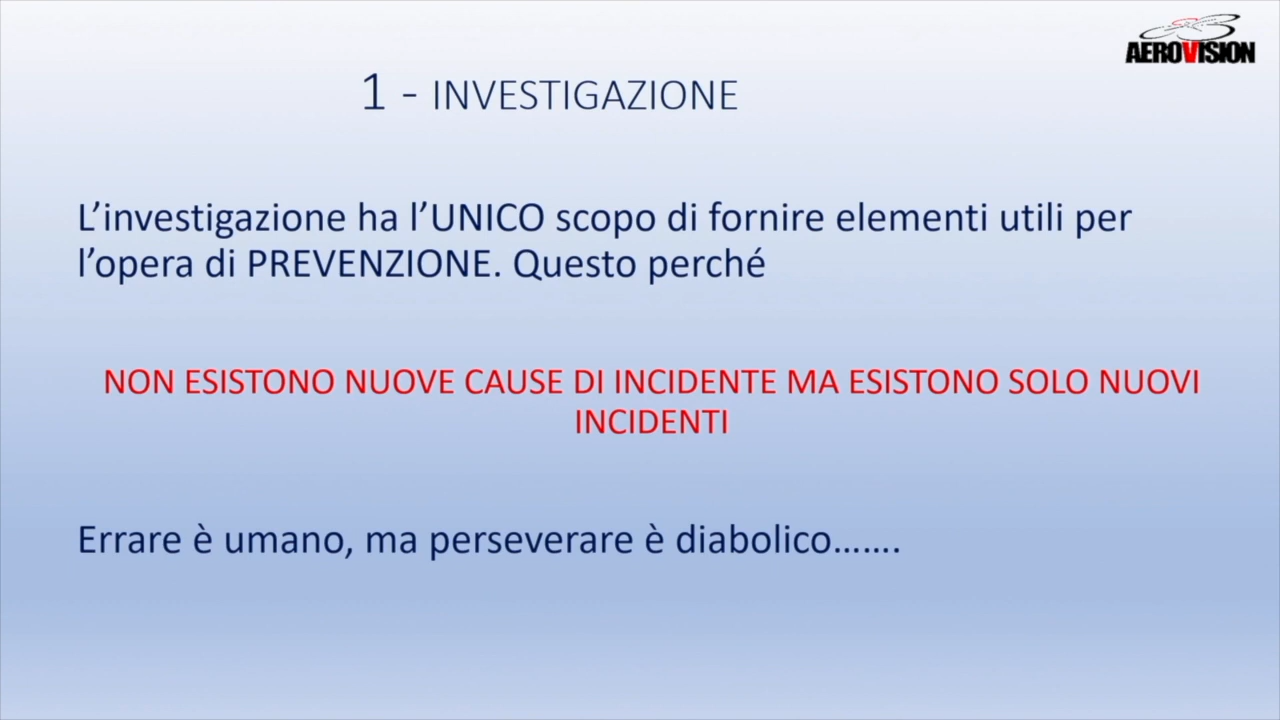 AEROVISION
1 - INVESTIGAZIONE
L’investigazione ha l’UNICO scopo di fornire elementi utili per
l’opera di PREVENZIONE. Questo perché
NON ESISTONO NUOVE CAUSE DI INCIDENTE MA ESISTONO SOLO NUOVI
INCIDENTI
Errare è umano, ma perseverare è diabolico…….